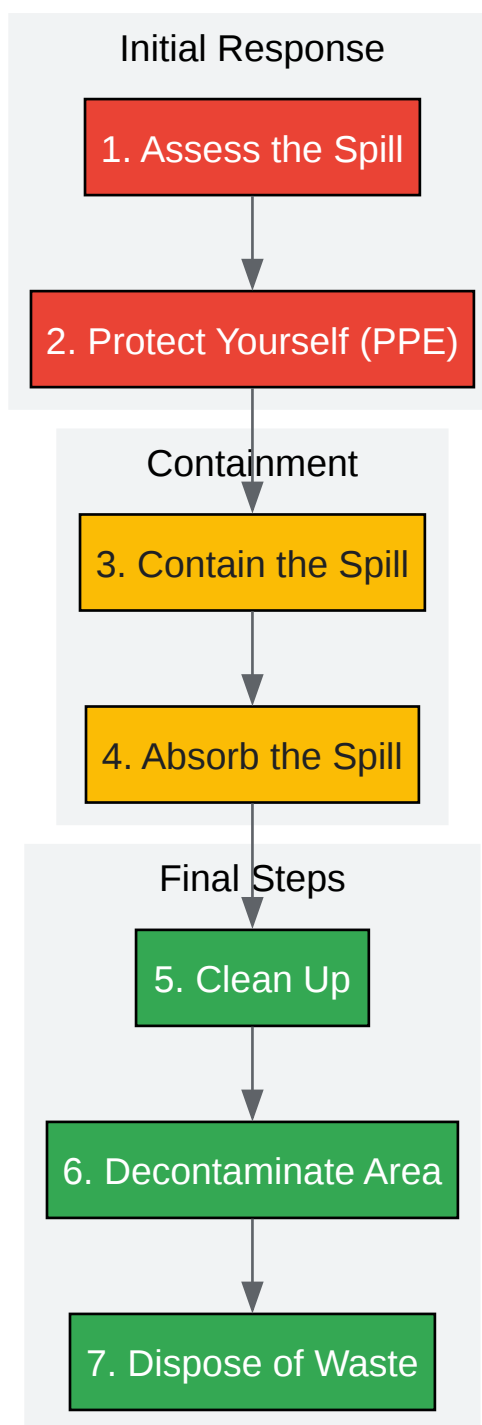 Initial Response
1. Assess the Spill
2. Protect Yourself (PPE)
Containment
3. Contain the Spill
4. Absorb the Spill
Final Steps
5. Clean Up
6. Decontaminate Area
7. Dispose of Waste